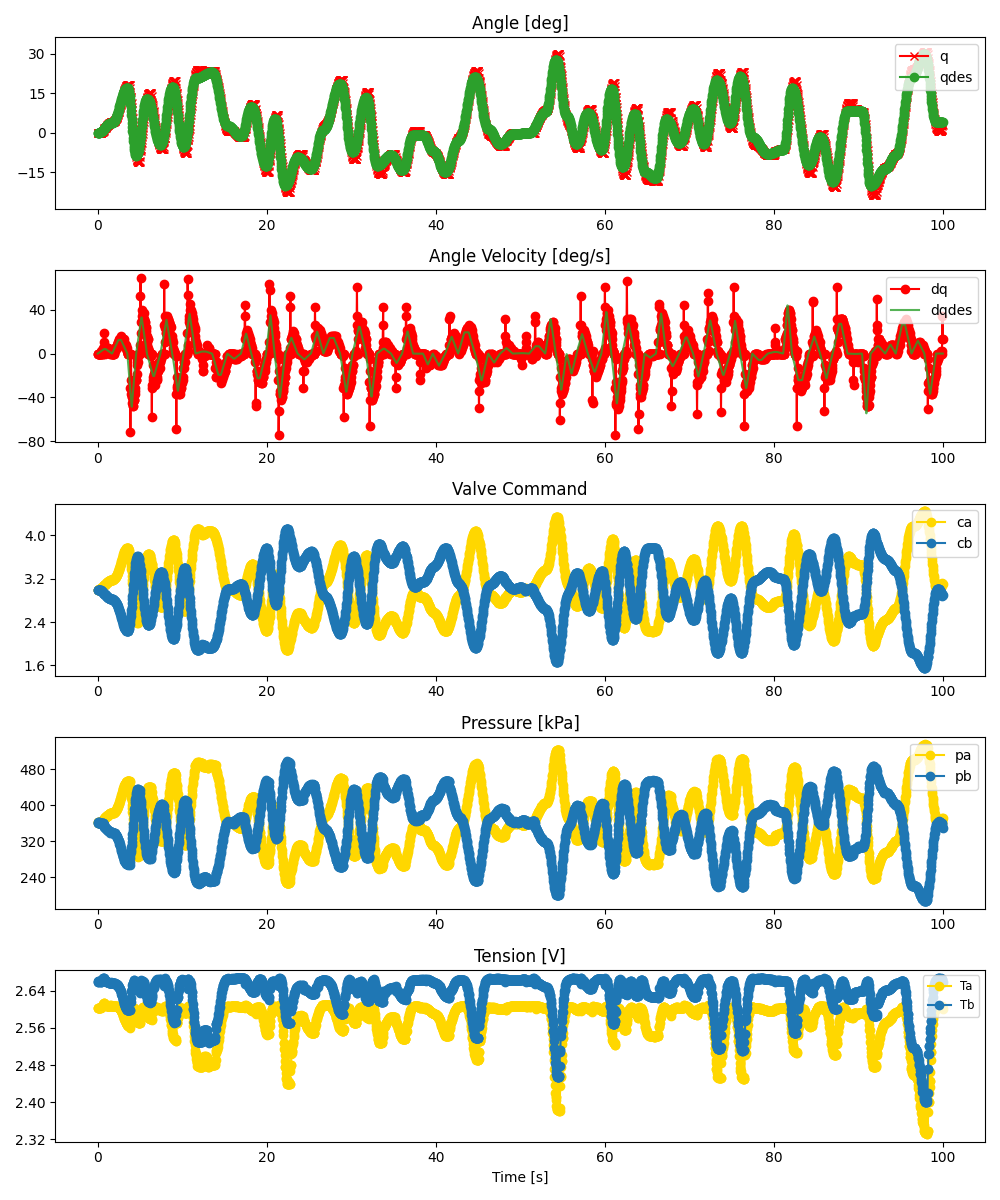 Angle [deg]
30
15
0
−15
q
qdes
0 20 40 60 80 100
Angle Velocity [deg/s]
40
0
−40
−80
dq
dqdes
0 20 40 60 80 100
Valve Command
4.0
3.2
2.4
1.6
ca
cb
0 20 40 60 80 100
Pressure [kPa]
480
400
320
240
pa
pb
0 20 40 60 80 100
Tension [V]
2.64
2.56
2.48
2.40
2.32
Ta
Tb
0 20 40 60 80 100
Time [s]